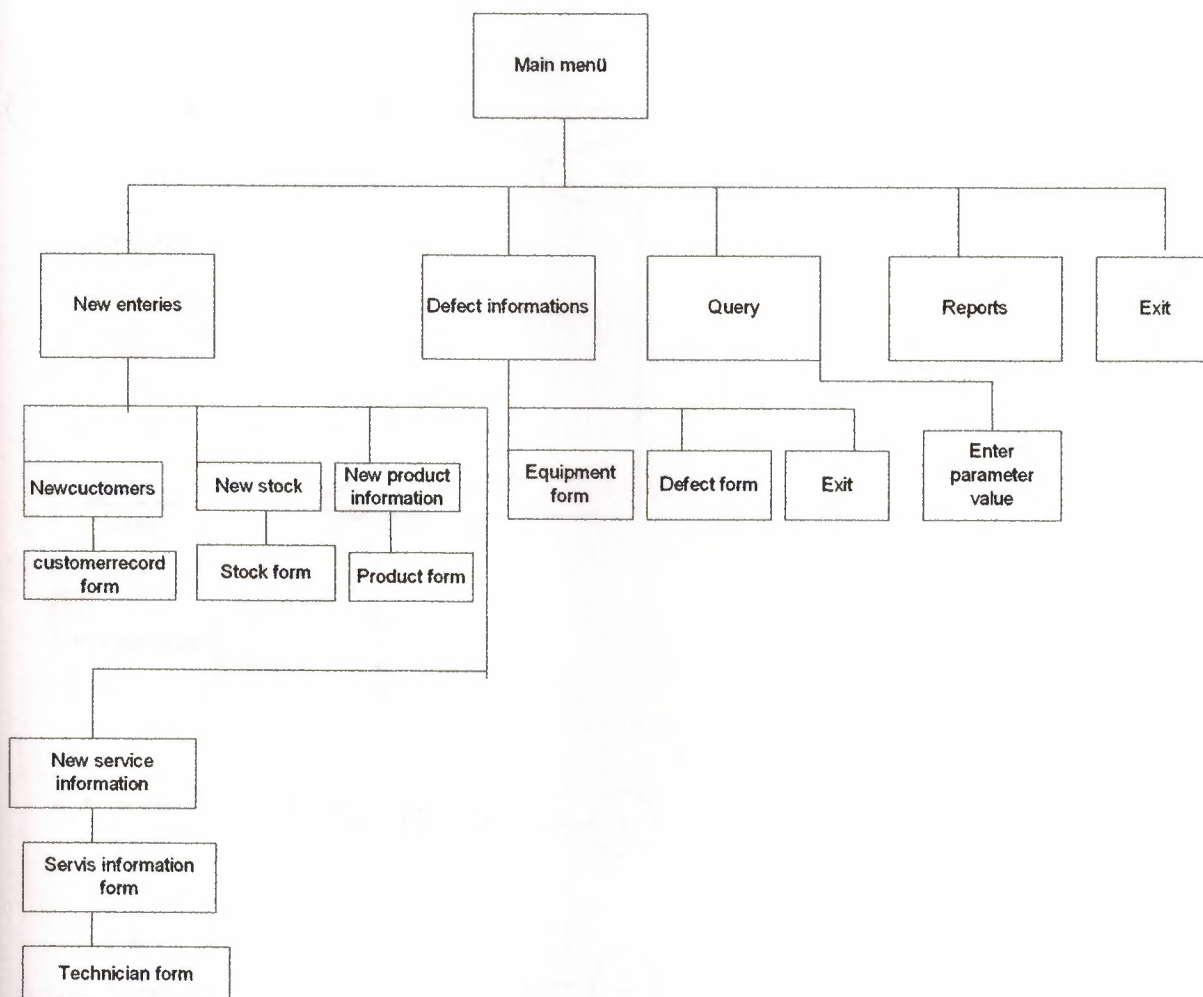 Main menü
New enteries
Defect informations
Query
Reports
Exit
Newcuctomers
New stock
New product
information
Equipment
form
Defect form
Exit
Enter
parameter
value
customerrecord
form
Stock form
Product form
New service
information
Servis information
form
Technician form